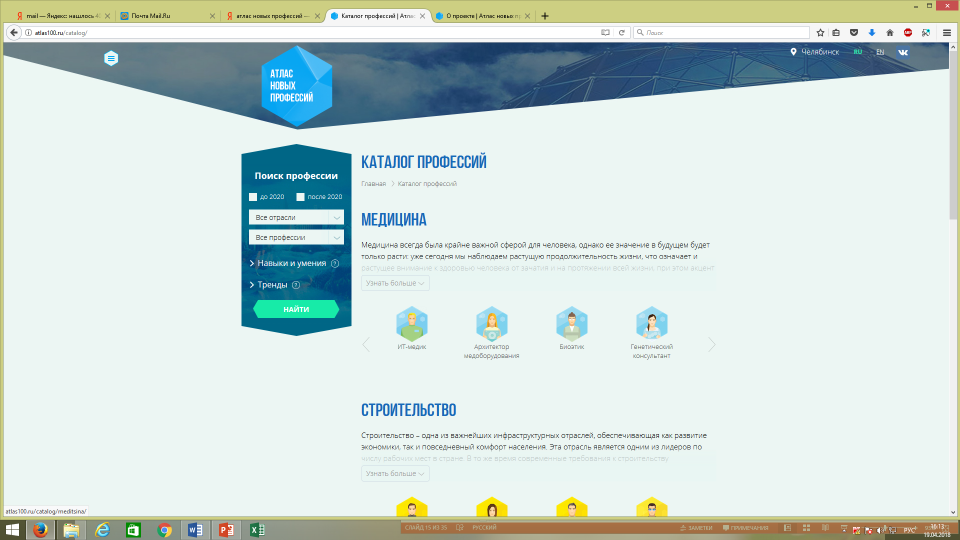 mail — Яндекс: нашлось 4
Почта Mail.Ru
атлас новых профессий —
Каталог профессий | Атлас
О проекте | Атлас новых п
atlas100.ru/catalog/
Поиск
Челябинск
RU
EN
АТЛАС
НОВЫХ
ПРОФЕССИЙ
Поиск профессии
до 2020
после 2020
Все отрасли
Все профессии
Навыки и умения ?
Тренды ?
НАЙТИ
КАТАЛОГ ПРОФЕССИЙ
Главная > Каталог профессий
МЕДИЦИНА
Медицина всегда была крайне важной сферой для человека, однако ее значение в будущем будет
только расти: уже сегодня мы наблюдаем растущую продолжительность жизни, что означает и
растущее внимание к здоровью человека от зачатия и на протяжении всей жизни. При этом акцент
Узнать больше
ИТ-медик
Архитектор
медоборудования
Биоэтик
Генетический
консультант
СТРОИТЕЛЬСТВО
Строительство – одна из важнейших инфраструктурных отраслей, обеспечивающая как развитие
экономики, так и повседневный комфорт населения. Эта отрасль является одним из лидеров по
числу рабочих мест в стране. В то же время современные требования к строительству
Узнать больше
atlas100.ru/catalog/meditsina/
СЛАЙД 15 ИЗ 35
РУССКИЙ
ЗАМЕТКИ
ПРИМЕЧАНИЯ
РУС
10:13
19.04.2018